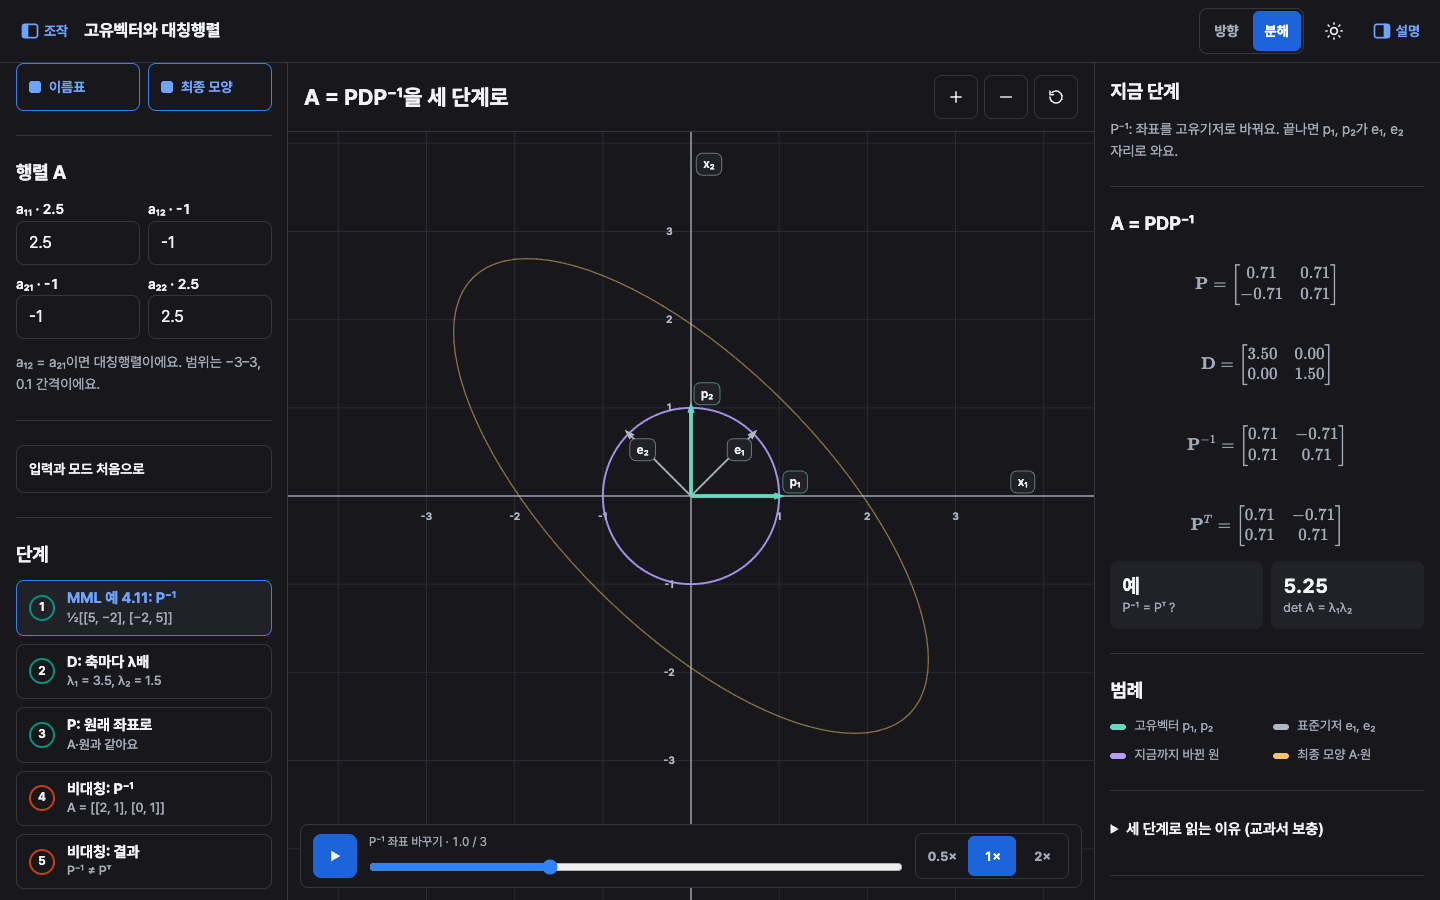 조작
고유벡터와 대칭행렬
방향
분해
설명
이름표
최종 모양
행렬 A
a₁₁ · 2.5
a₁₂ · -1
2.5
-1
a₂₁ · -1
a₂₂ · 2.5
-1
2.5
a₁₂ = a₂₁이면 대칭행렬이에요. 범위는 −3–3,
0.1 간격이에요.
입력과 모드 처음으로
단계
1
MML 예 4.11: P⁻¹
½[[5, −2], [−2, 5]]
2
D: 축마다 λ배
λ₁ = 3.5, λ₂ = 1.5
3
P: 원래 좌표로
A·원과 같아요
4
비대칭: P⁻¹
A = [[2, 1], [0, 1]]
5
비대칭: 결과
P⁻¹ ≠ Pᵀ
A = PDP⁻¹을 세 단계로
x₂
3
2
1
p₂
e₂
e₁
p₁
x₁
-3
-2
-1
1
2
3
-1
-2
-3
P⁻¹ 좌표 바꾸기 · 1.0 / 3
0.5×
1×
2×
지금 단계
P⁻¹: 좌표를 고유기저로 바꿔요. 끝나면 p₁, p₂가 e₁, e₂
자리로 와요.
A = PDP⁻¹
P = [0.71 0.71
−0.71 0.71]
D = [3.50 0.00
0.00 1.50]
P⁻¹ = [0.71 −0.71
0.71 0.71]
Pᵀ = [0.71 −0.71
0.71 0.71]
예
P⁻¹ = Pᵀ ?
5.25
det A = λ₁λ₂
범례
고유벡터 p₁, p₂
표준기저 e₁, e₂
지금까지 바뀐 원
최종 모양 A·원
세 단계로 읽는 이유 (교과서 보충)